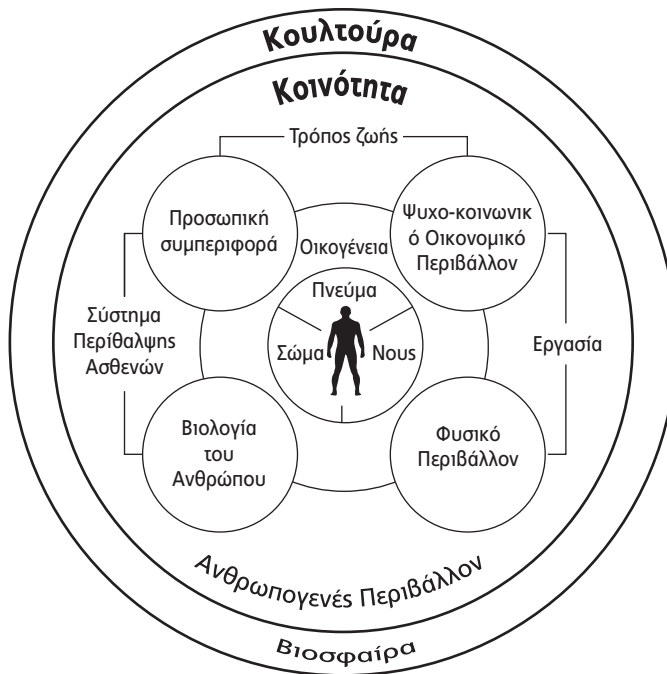 Κουλτούρα
Κοινότητα
Τρόπος ζωής
Προσωπική
συμπεριφορά
Ψυχο-κοινωνικ
ό Οικονομικό
Περιβάλλον
Οικογένεια
Πνεύμα
Σώμα
Νους
Σύστημα
Περίθαλψης
Ασθενών
Εργασία
Βιολογία
του
Ανθρώπου
Φυσικό
Περιβάλλον
Ανθρωπογενές Περιβάλλον
Βιοσφαίρα